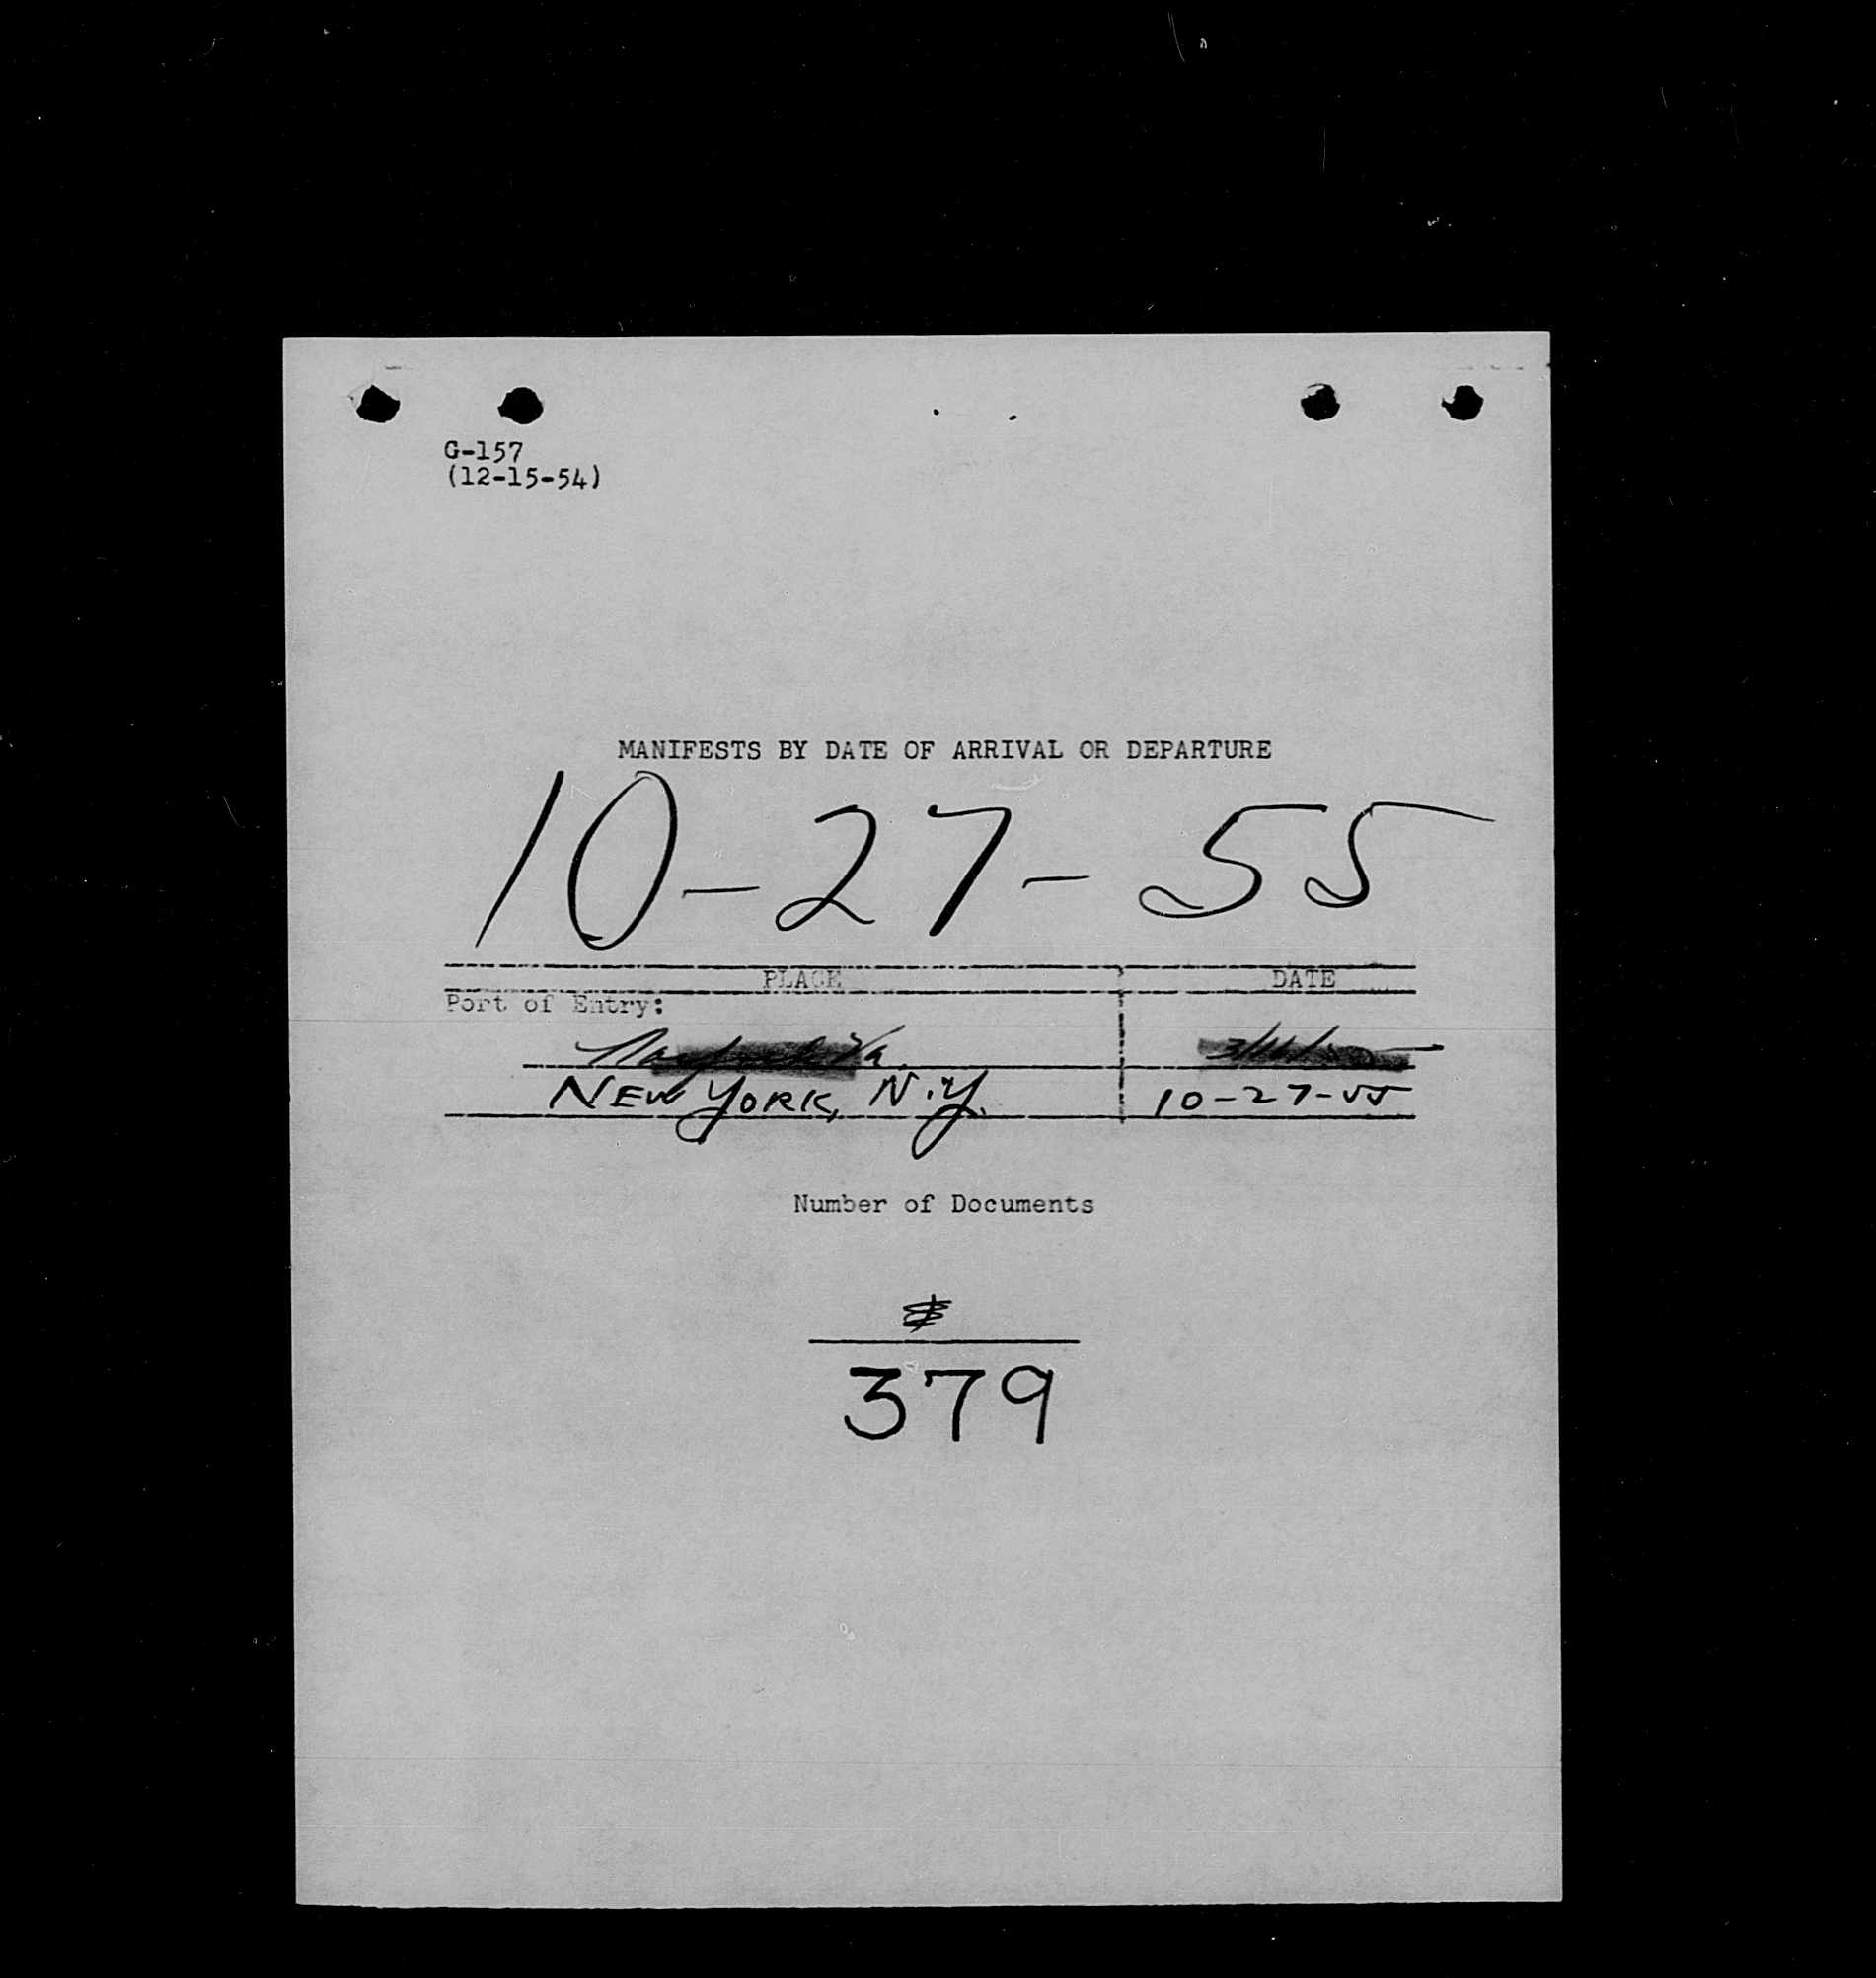 G-157
(12-15-54)
MANIFESTS BY DATE OF ARRIVAL OR DEPARTURE
10-27-55
PLACE DATE
Port of Entry:
NEW YORK, N.Y. 10-27-55
Number of Documents
379